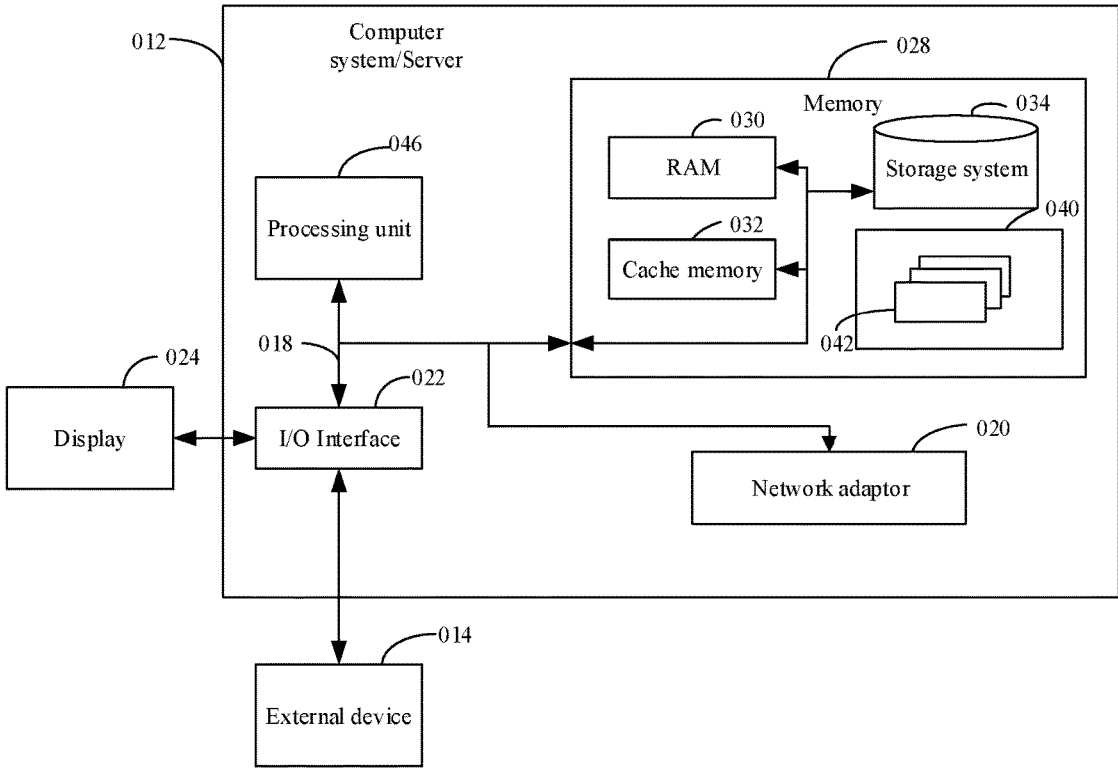 Computer
system/Server
012
028
Memory
034
030
RAM
Storage system
046
Processing unit
032
Cache memory
040
042
018
024
022
Display
I/O Interface
020
Network adaptor
014
External device